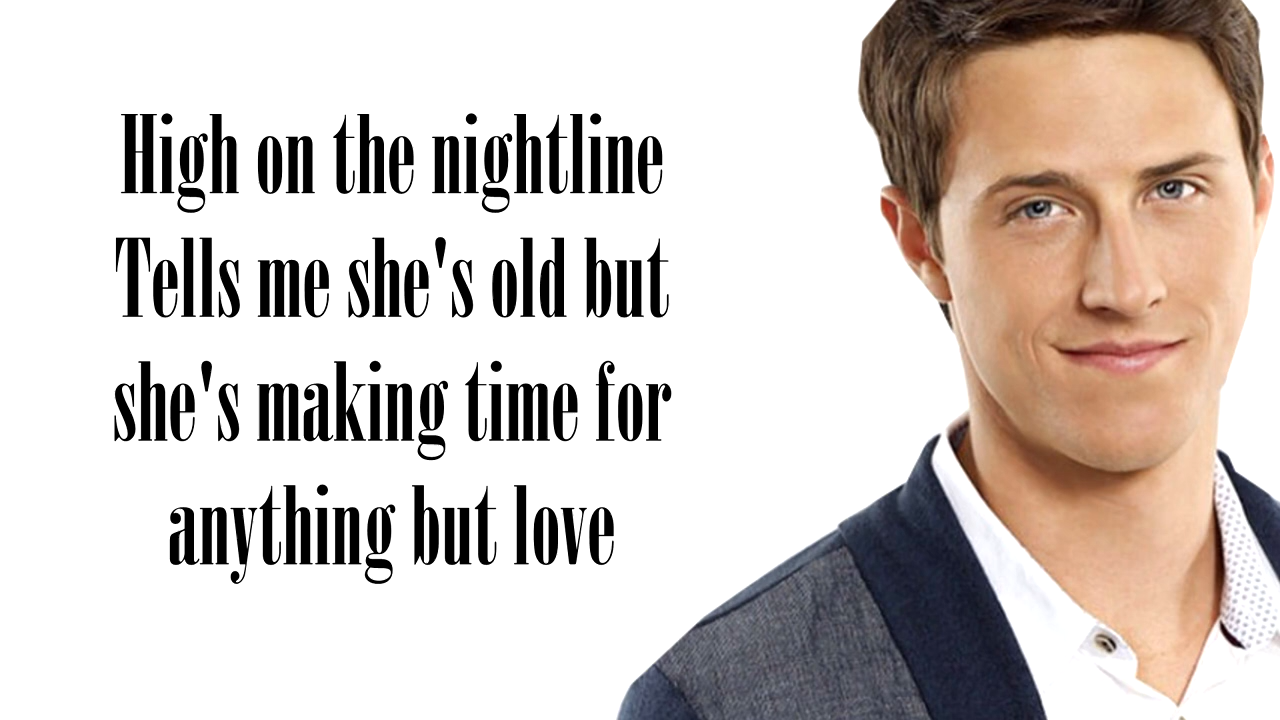 High on the nightline
Tells me she's old but
she's making time for
anything but love